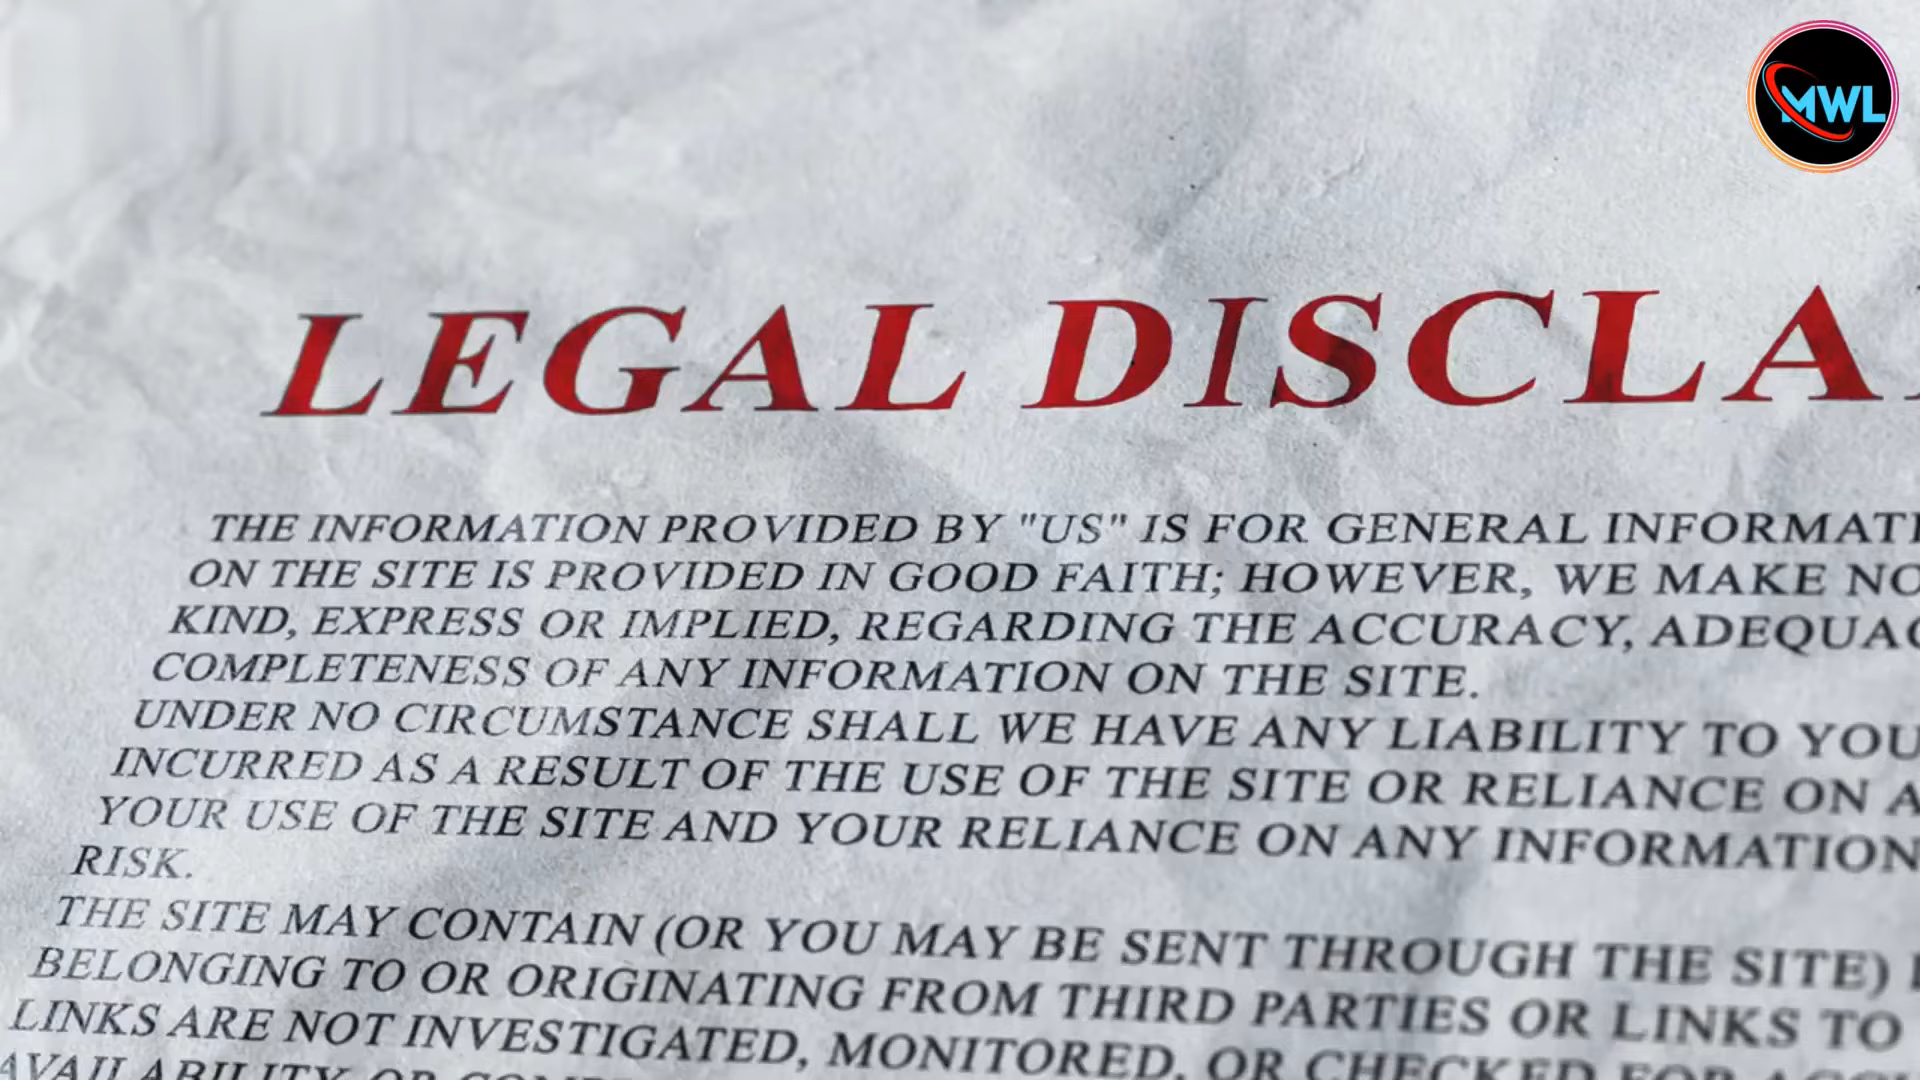 MWL
LEGAL DISCLA
THE INFORMATION PROVIDED BY "US" IS FOR GENERAL
ON THE SITE IS PROVIDED IN GOOD FAITH; HOWEVER, WE MAKE NO
KIND, EXPRESS OR IMPLIED, REGARDING THE ACCURACY,
COMPLETENESS OF ANY INFORMATION ON THE SITE.
UNDER NO CIRCUMSTANCE SHALL WE HAVE ANY LIABILITY TO YOU
INCURRED AS A RESULT OF THE USE OF THE SITE OR RELIANCE ON
YOUR USE OF THE SITE AND YOUR RELIANCE ON ANY INFORMATION
RISK.
THE SITE MAY CONTAIN (OR YOU MAY BE SENT THROUGH THE SITE)
BELONGING TO OR ORIGINATING FROM THIRD PARTIES OR LINKS TO
LINKS ARE NOT INVESTIGATED, MONITORED, OR CHECKED FOR